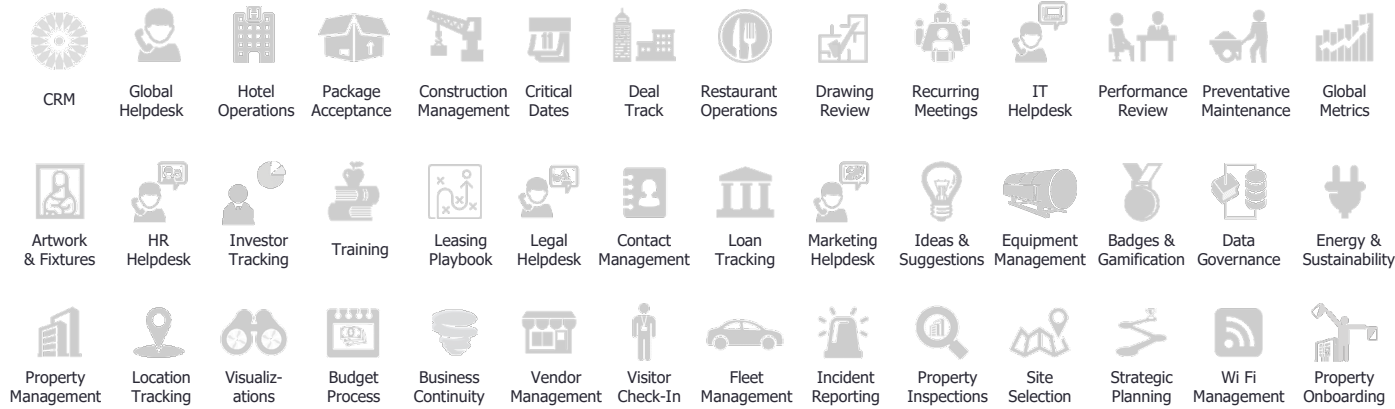 CRM
Global
Helpdesk
Hotel
Operations
Package
Acceptance
Construction
Management
Critical
Dates
Deal
Track
Restaurant
Operations
Drawing
Review
Recurring
Meetings
IT
Helpdesk
Performance
Review
Preventative
Maintenance
Global
Metrics
Artwork
& Fixtures
HR
Helpdesk
Investor
Tracking
Training
Leasing
Playbook
Legal
Helpdesk
Contact
Management
Loan
Tracking
Marketing
Helpdesk
Ideas &
Suggestions
Equipment
Management
Badges &
Gamification
Data
Governance
Energy &
Sustainability
Property
Management
Location
Tracking
Visualiz-
ations
Budget
Process
Business
Continuity
Vendor
Management
Visitor
Check-In
Fleet
Management
Incident
Reporting
Property
Inspections
Site
Selection
Strategic
Planning
Wi Fi
Management
Property
Onboarding